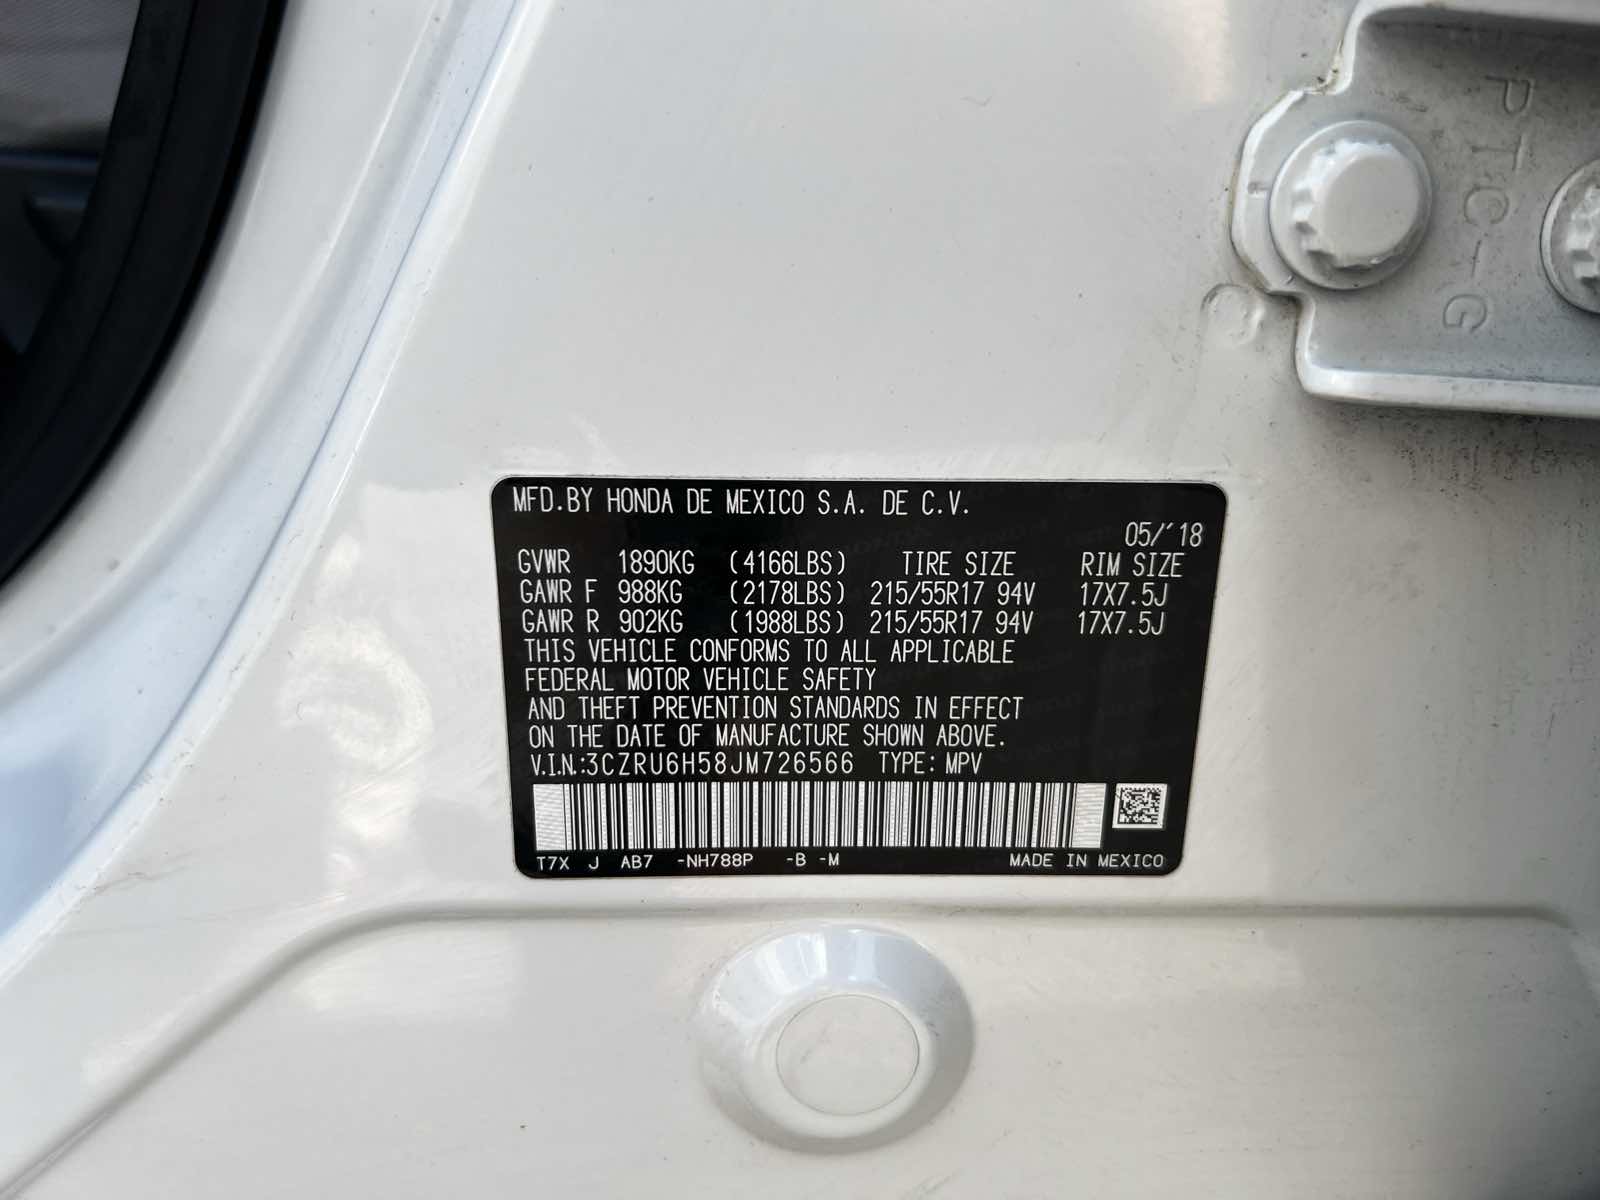 PTC-G
MFD.BY HONDA DE MEXICO S.A. DE C.V.
05/'18
GVWR 1890KG (4166LBS) TIRE SIZE RIM SIZE
GAWR F 988KG (2178LBS) 215/55R17 94V 17X7.5J
GAWR R 902KG (1988LBS) 215/55R17 94V 17X7.5J
THIS VEHICLE CONFORMS TO ALL APPLICABLE
FEDERAL MOTOR VEHICLE SAFETY
AND THEFT PREVENTION STANDARDS IN EFFECT
ON THE DATE OF MANUFACTURE SHOWN ABOVE.
V.I.N.:3CZRU6H58JM726566 TYPE: MPV
T7X J AB7 -NH788P -B -M MADE IN MEXICO